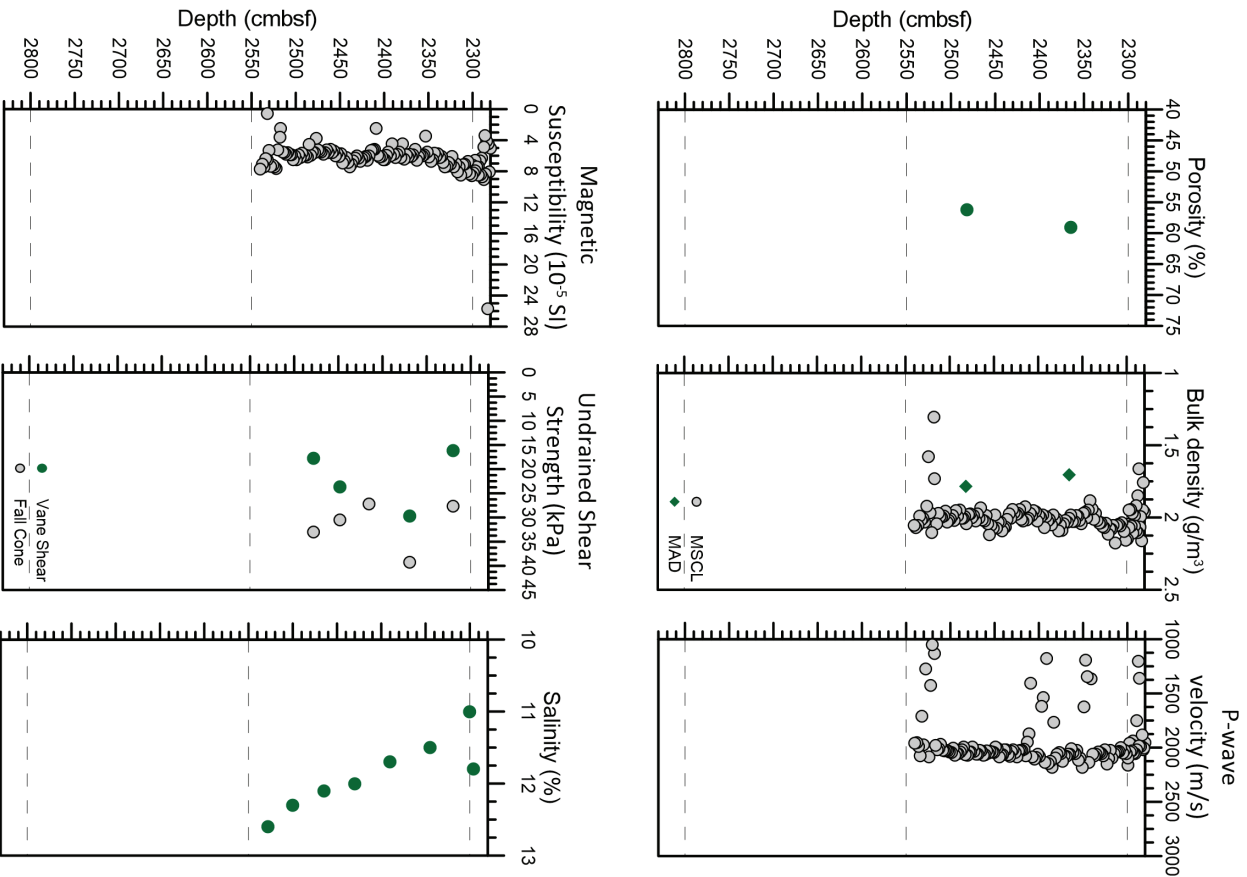 Porosity (%)
40 45 50 55 60 65 70 75
Bulk density (g/m³)
1 1.5 2 2.5
P-wave
velocity (m/s)
1000 1500 2000 2500 3000
Depth (cmbsf)
2300
2350
2400
2450
2500
2550
2600
2650
2700
2750
2800
MSCL
MAD
Magnetic
Susceptibility (10⁻⁵ SI)
0 4 8 12 16 20 24 28
Undrained Shear
Strength (kPa)
0 5 10 15 20 25 30 35 40 45
Salinity (%)
10 11 12 13
Depth (cmbsf)
2300
2350
2400
2450
2500
2550
2600
2650
2700
2750
2800
Vane Shear
Fall Cone